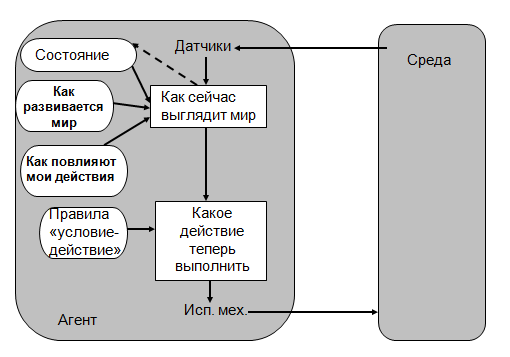 Состояние
Датчики
Среда
Как
развивается
мир
Как сейчас
выглядит мир
Как повлияют
мои действия
Правила
«условие-
действие»
Какое
действие
теперь
выполнить
Исп. мех.
Агент